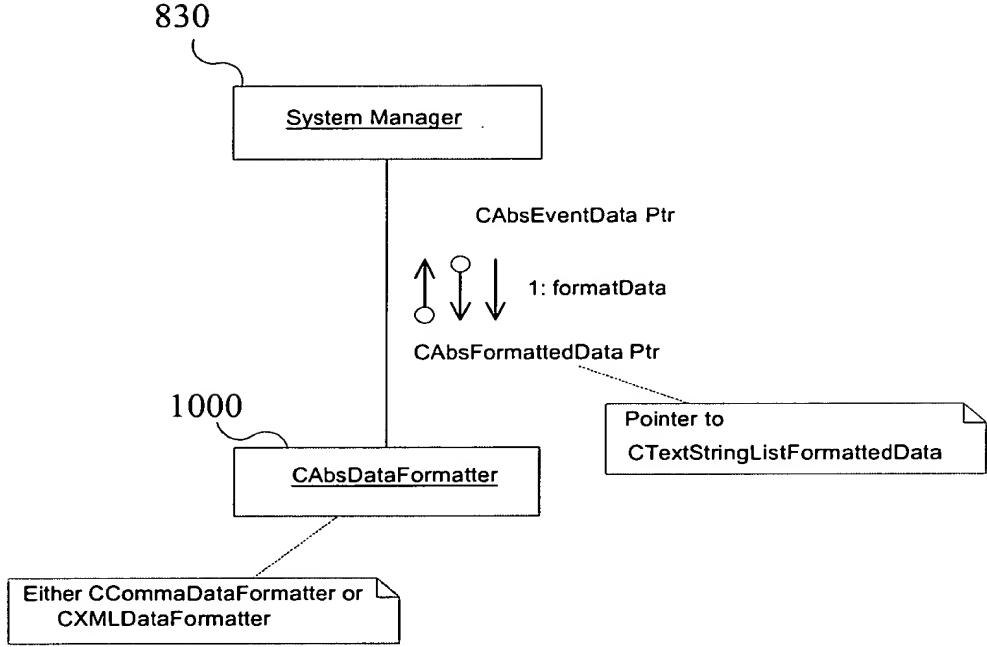 830
System Manager
CAbsEventData Ptr
1: formatData
CAbsFormattedData Ptr
1000
Pointer to
CTextStringListFormattedData
CAbsDataFormatter
Either CCommaDataFormatter or
CXMLDataFormatter